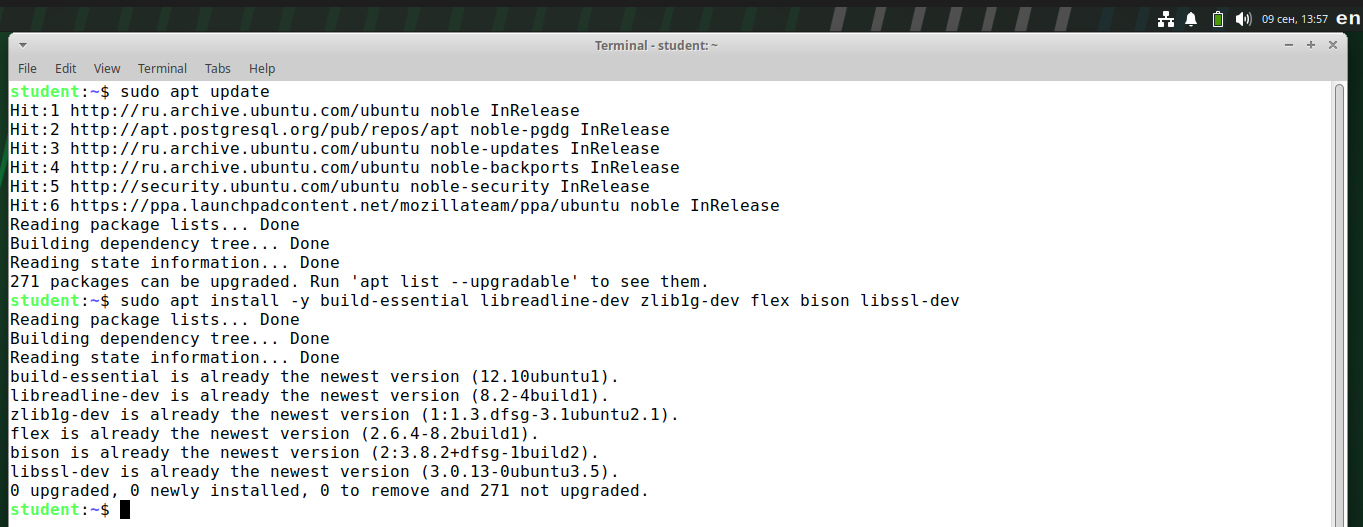 09 сен, 13:57 en
Terminal - student: ~
File Edit View Terminal Tabs Help
student:~$ sudo apt update
Hit:1 http://ru.archive.ubuntu.com/ubuntu noble InRelease
Hit:2 http://apt.postgresql.org/pub/repos/apt noble-pgdg InRelease
Hit:3 http://ru.archive.ubuntu.com/ubuntu noble-updates InRelease
Hit:4 http://ru.archive.ubuntu.com/ubuntu noble-backports InRelease
Hit:5 http://security.ubuntu.com/ubuntu noble-security InRelease
Hit:6 https://ppa.launchpadcontent.net/mozillateam/ppa/ubuntu noble InRelease
Reading package lists... Done
Building dependency tree... Done
Reading state information... Done
271 packages can be upgraded. Run 'apt list --upgradable' to see them.
student:~$ sudo apt install -y build-essential libreadline-dev zlib1g-dev flex bison libssl-dev
Reading package lists... Done
Building dependency tree... Done
Reading state information... Done
build-essential is already the newest version (12.10ubuntu1).
libreadline-dev is already the newest version (8.2-4build1).
zlib1g-dev is already the newest version (1:1.3.dfsg-3.1ubuntu2.1).
flex is already the newest version (2.6.4-8.2build1).
bison is already the newest version (2:3.8.2+dfsg-1build2).
libssl-dev is already the newest version (3.0.13-0ubuntu3.5).
0 upgraded, 0 newly installed, 0 to remove and 271 not upgraded.
student:~$